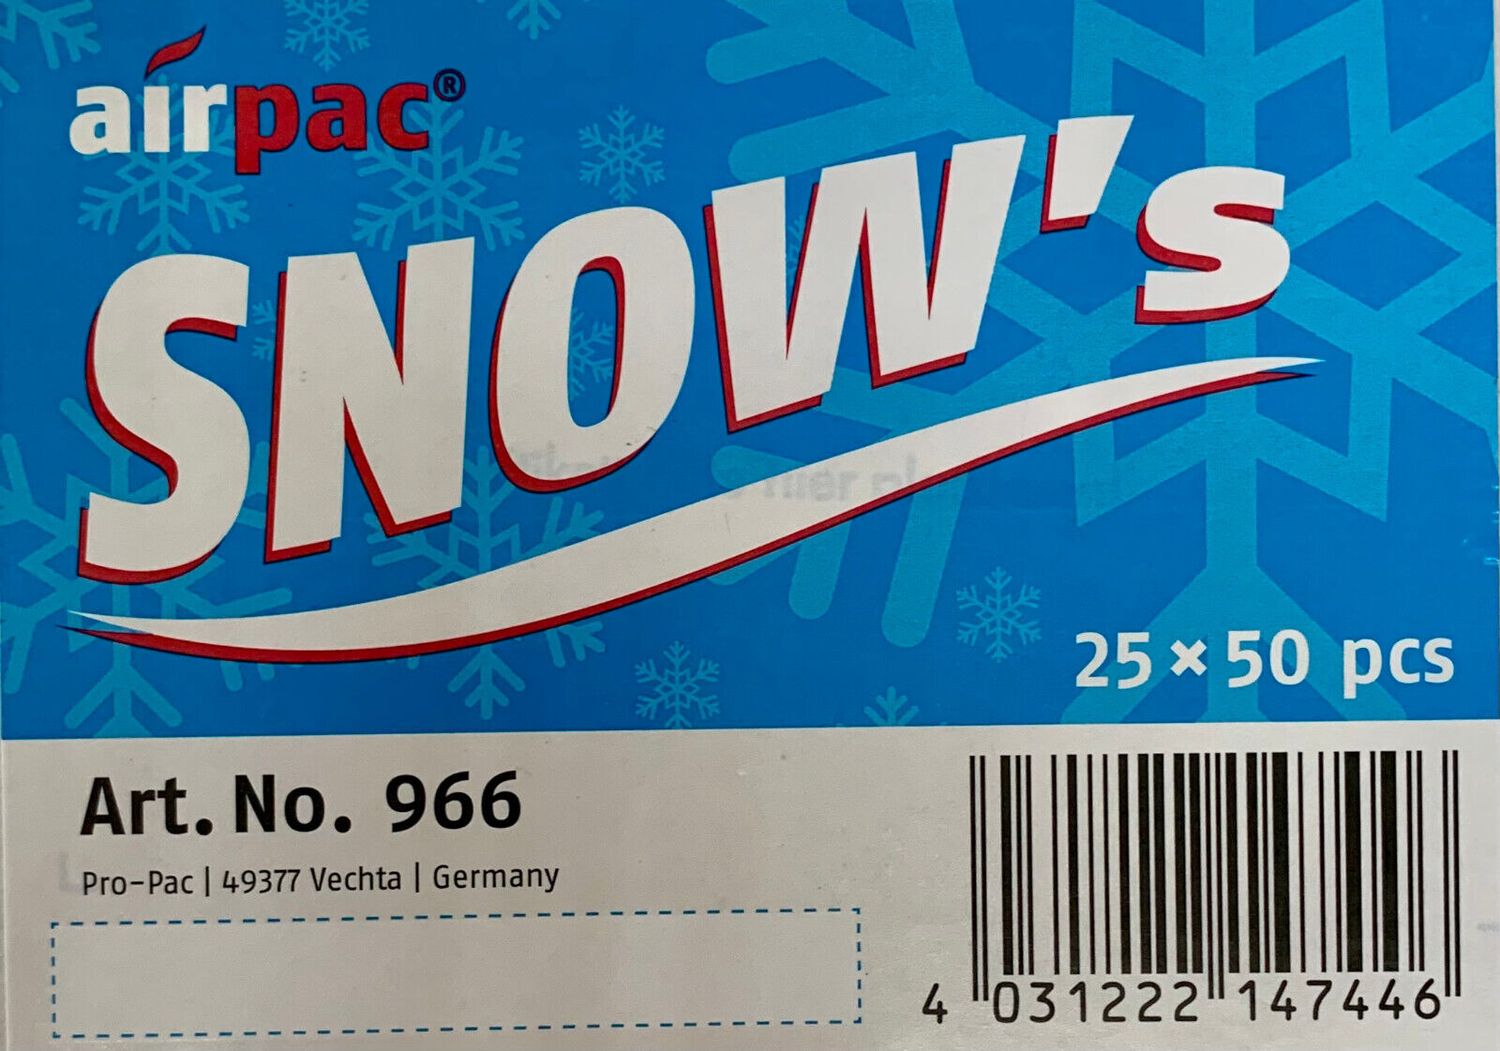 airpac®
SNOW's
25 × 50 pcs
Art. No. 966
Pro-Pac | 49377 Vechta | Germany
4 031222 147446